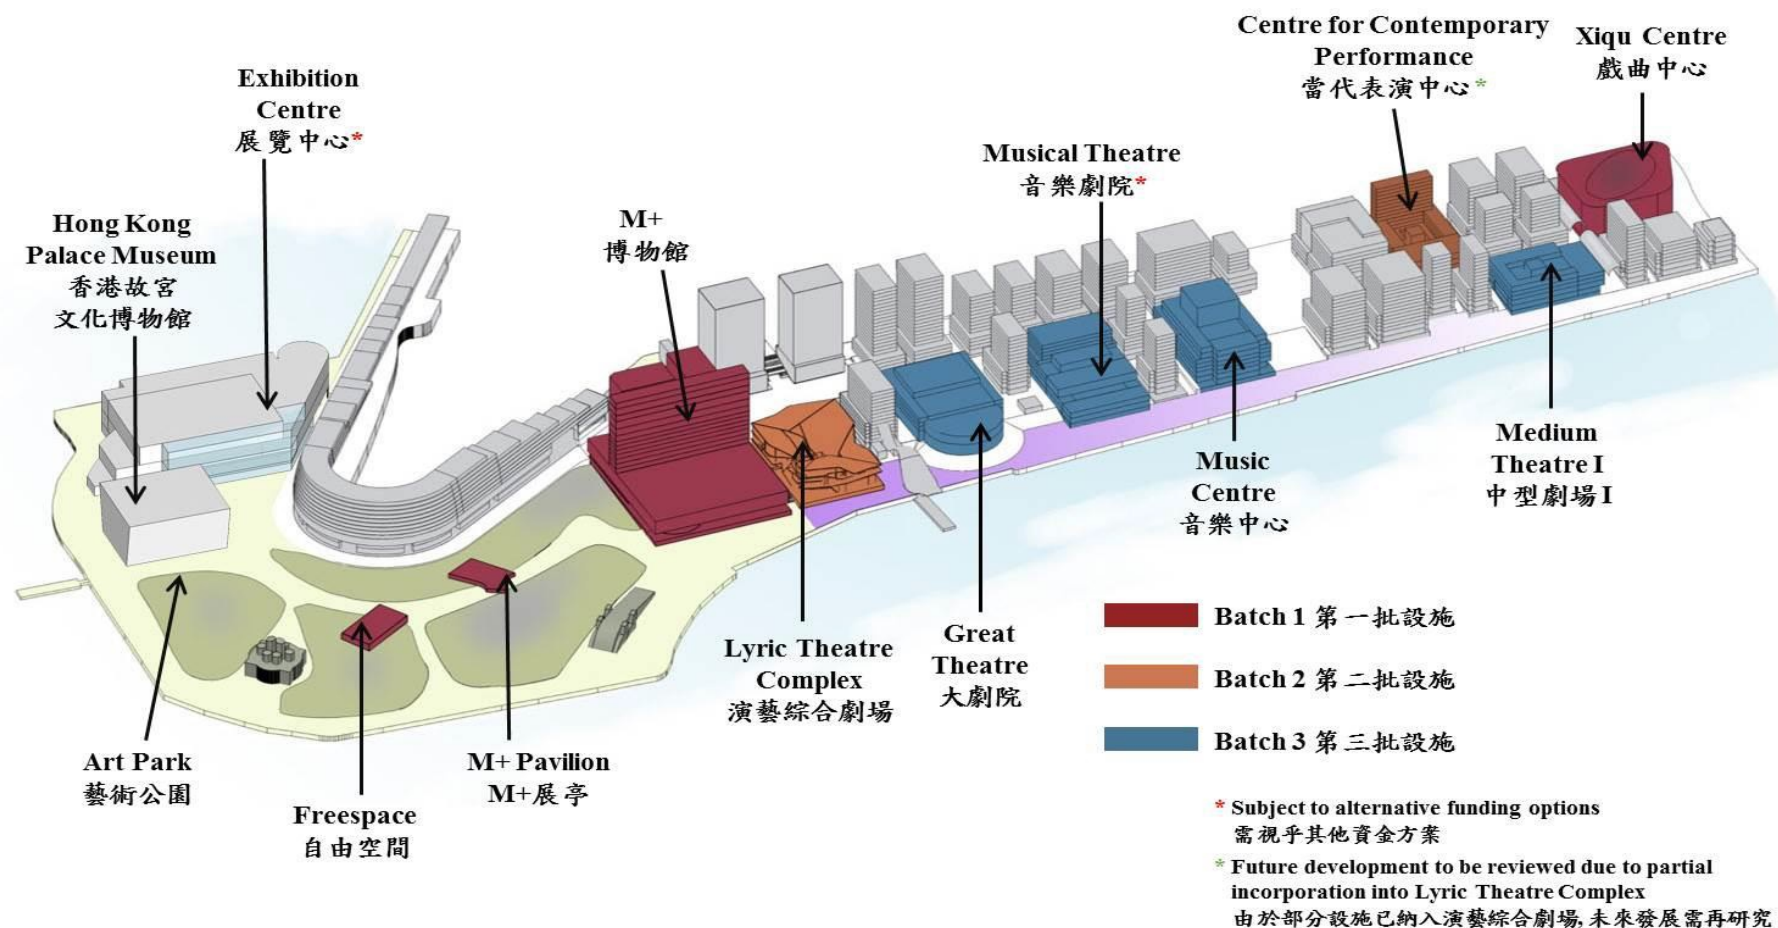 Centre for Contemporary
Performance
當代表演中心*
Xiqu Centre
戲曲中心
Exhibition
Centre
展覽中心*
Musical Theatre
音樂劇院*
Hong Kong
Palace Museum
香港故宮
文化博物館
M+
博物館
Medium
Theatre I
中型劇場 I
Music
Centre
音樂中心
Great
Theatre
大劇院
Lyric Theatre
Complex
演藝綜合劇場
Art Park
藝術公園
Freespace
自由空間
M+ Pavilion
M+展亭
Batch 1 第一批設施
Batch 2 第二批設施
Batch 3 第三批設施
* Subject to alternative funding options
需視乎其他資金方案
* Future development to be reviewed due to partial
incorporation into Lyric Theatre Complex
由於部分設施已納入演藝綜合劇場, 未來發展需再研究